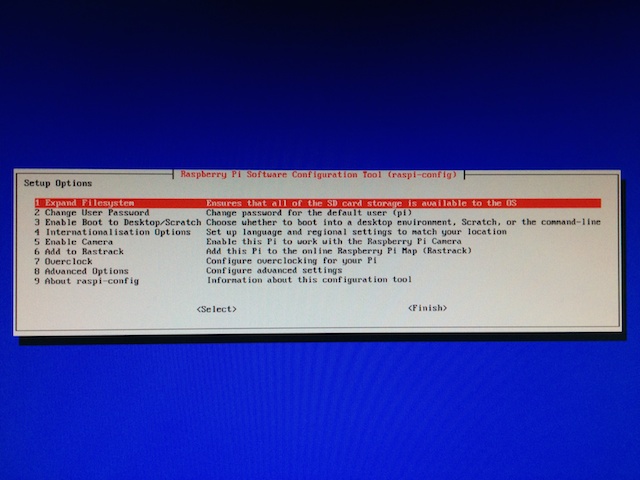 Raspberry Pi Software Configuration Tool (raspi-config)
Setup Options
1 Expand Filesystem Ensures that all of the SD card storage is available to the OS
2 Change User Password Change password for the default user (pi)
3 Enable Boot to Desktop/Scratch Choose whether to boot into a desktop environment, Scratch, or the command-line
4 Internationalisation Options Set up language and regional settings to match your location
5 Enable Camera Enable this Pi to work with the Raspberry Pi Camera
6 Add to Rastrack Add this Pi to the online Raspberry Pi Map (Rastrack)
7 Overclock Configure overclocking for your Pi
8 Advanced Options Configure advanced settings
9 About raspi-config Information about this configuration tool
<Select> <Finish>